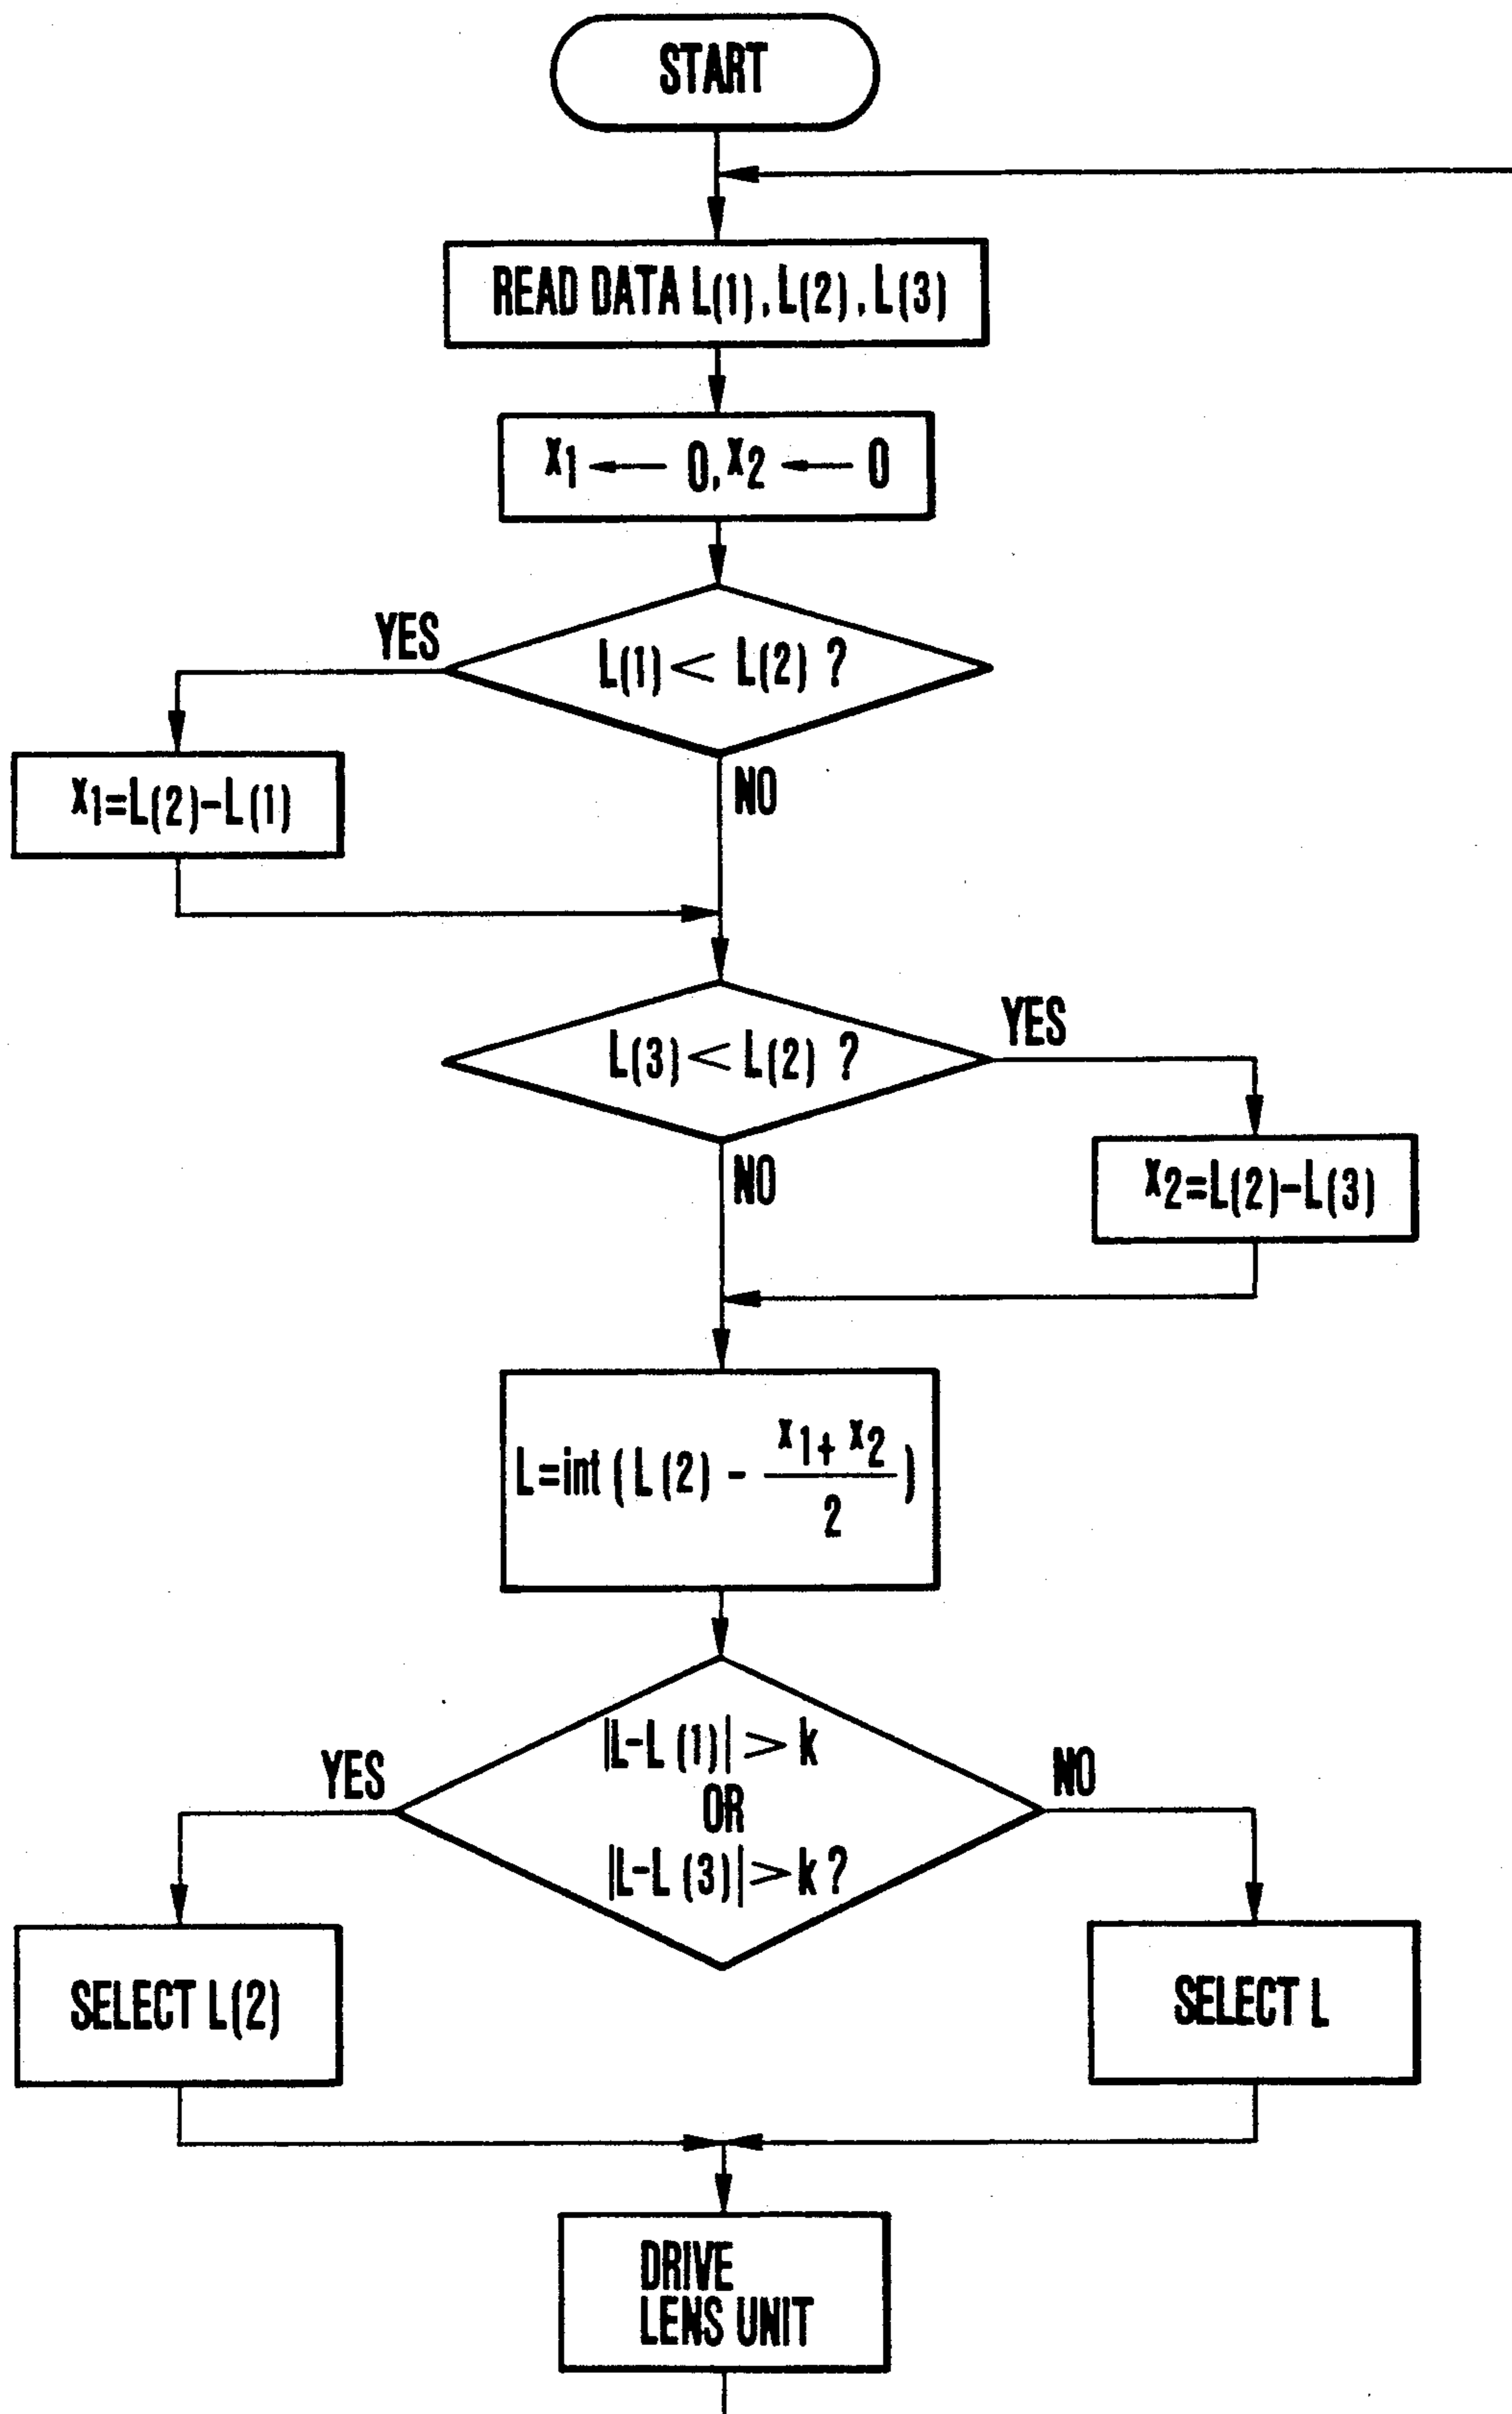 START
READ DATA L(1), L(2), L(3)
x1 ← 0, x2 ← 0
YES
L(1) < L(2) ?
x1=L(2)-L(1)
NO
YES
L(3) < L(2) ?
NO
x2=L(2)-L(3)
L=int ( L(2) - x1+ x2 / 2 )
|L-L(1)| > k
YES
NO
OR
|L-L(3)| > k ?
SELECT L(2)
SELECT L
DRIVE
LENS UNIT